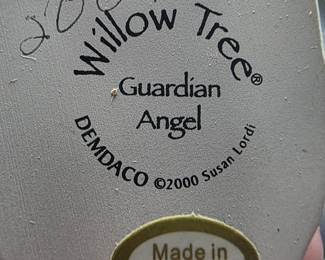 Willow Tree®
Guardian
Angel
DEMDACO ©2000 Susan Lordi
Made in